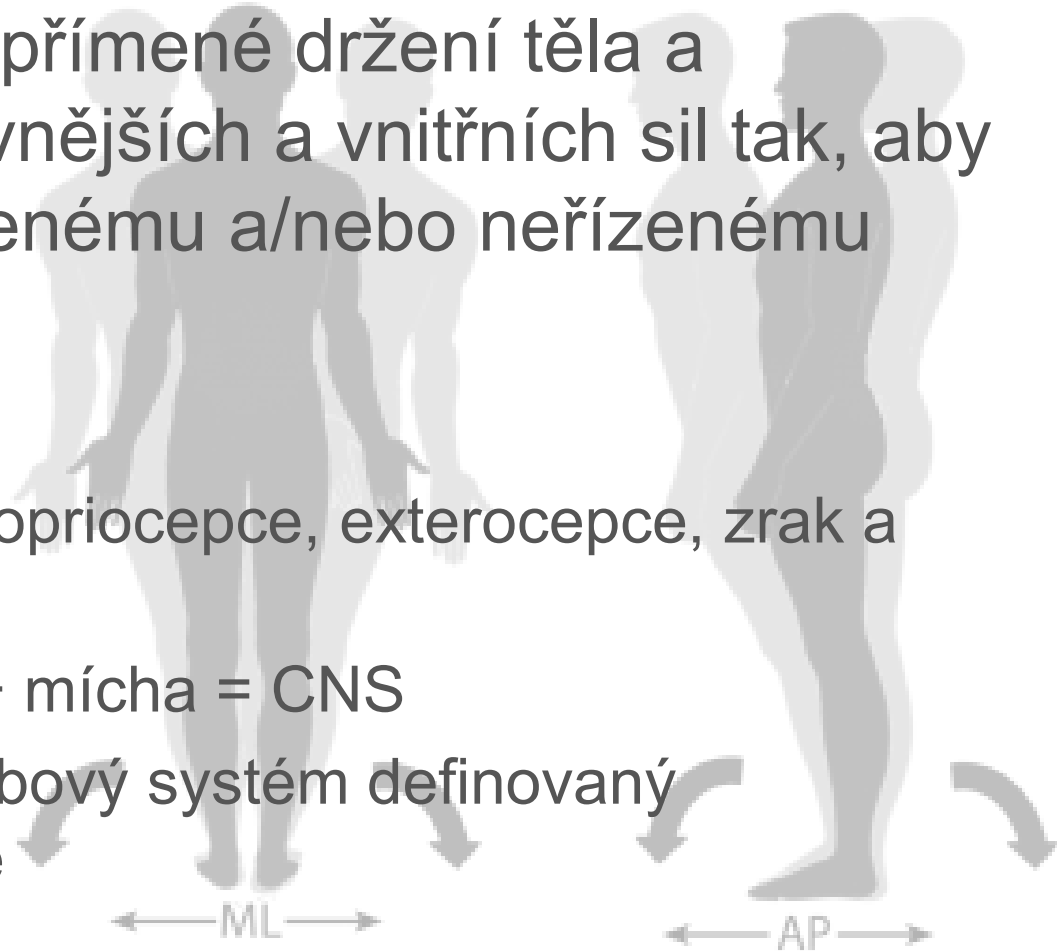 přímené držení těla a
vnějších a vnitřních sil tak, aby
enému a/nebo neřízenému
opriocepce, exterocepce, zrak a
mícha = CNS
bový systém definovaný
e
ML
AP